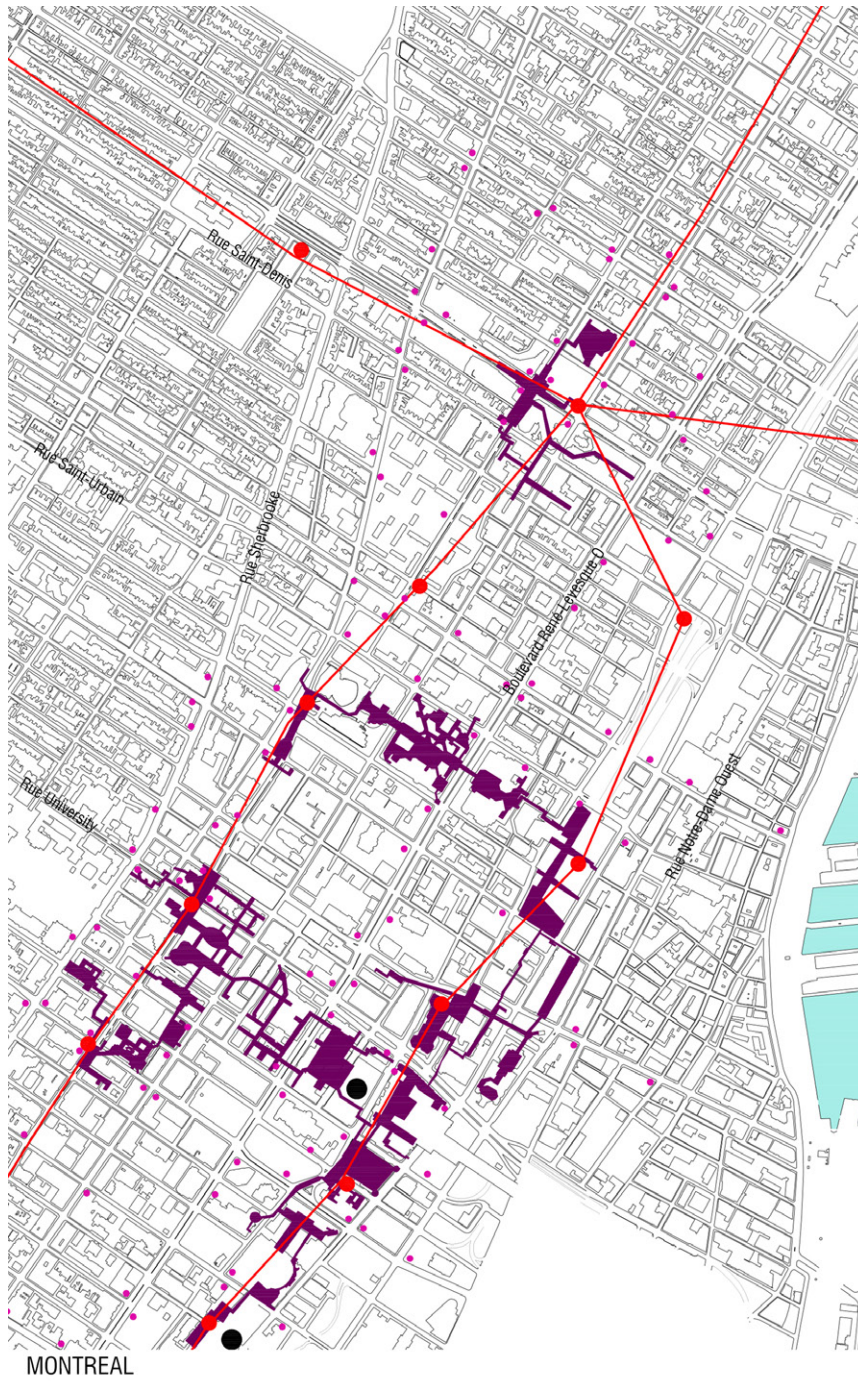 Rue Saint-Denis
Rue Saint-Urbain
Rue Sherbrooke
Boulevard René-Lévesque O
Rue University
Rue Notre-Dame Ouest
MONTREAL